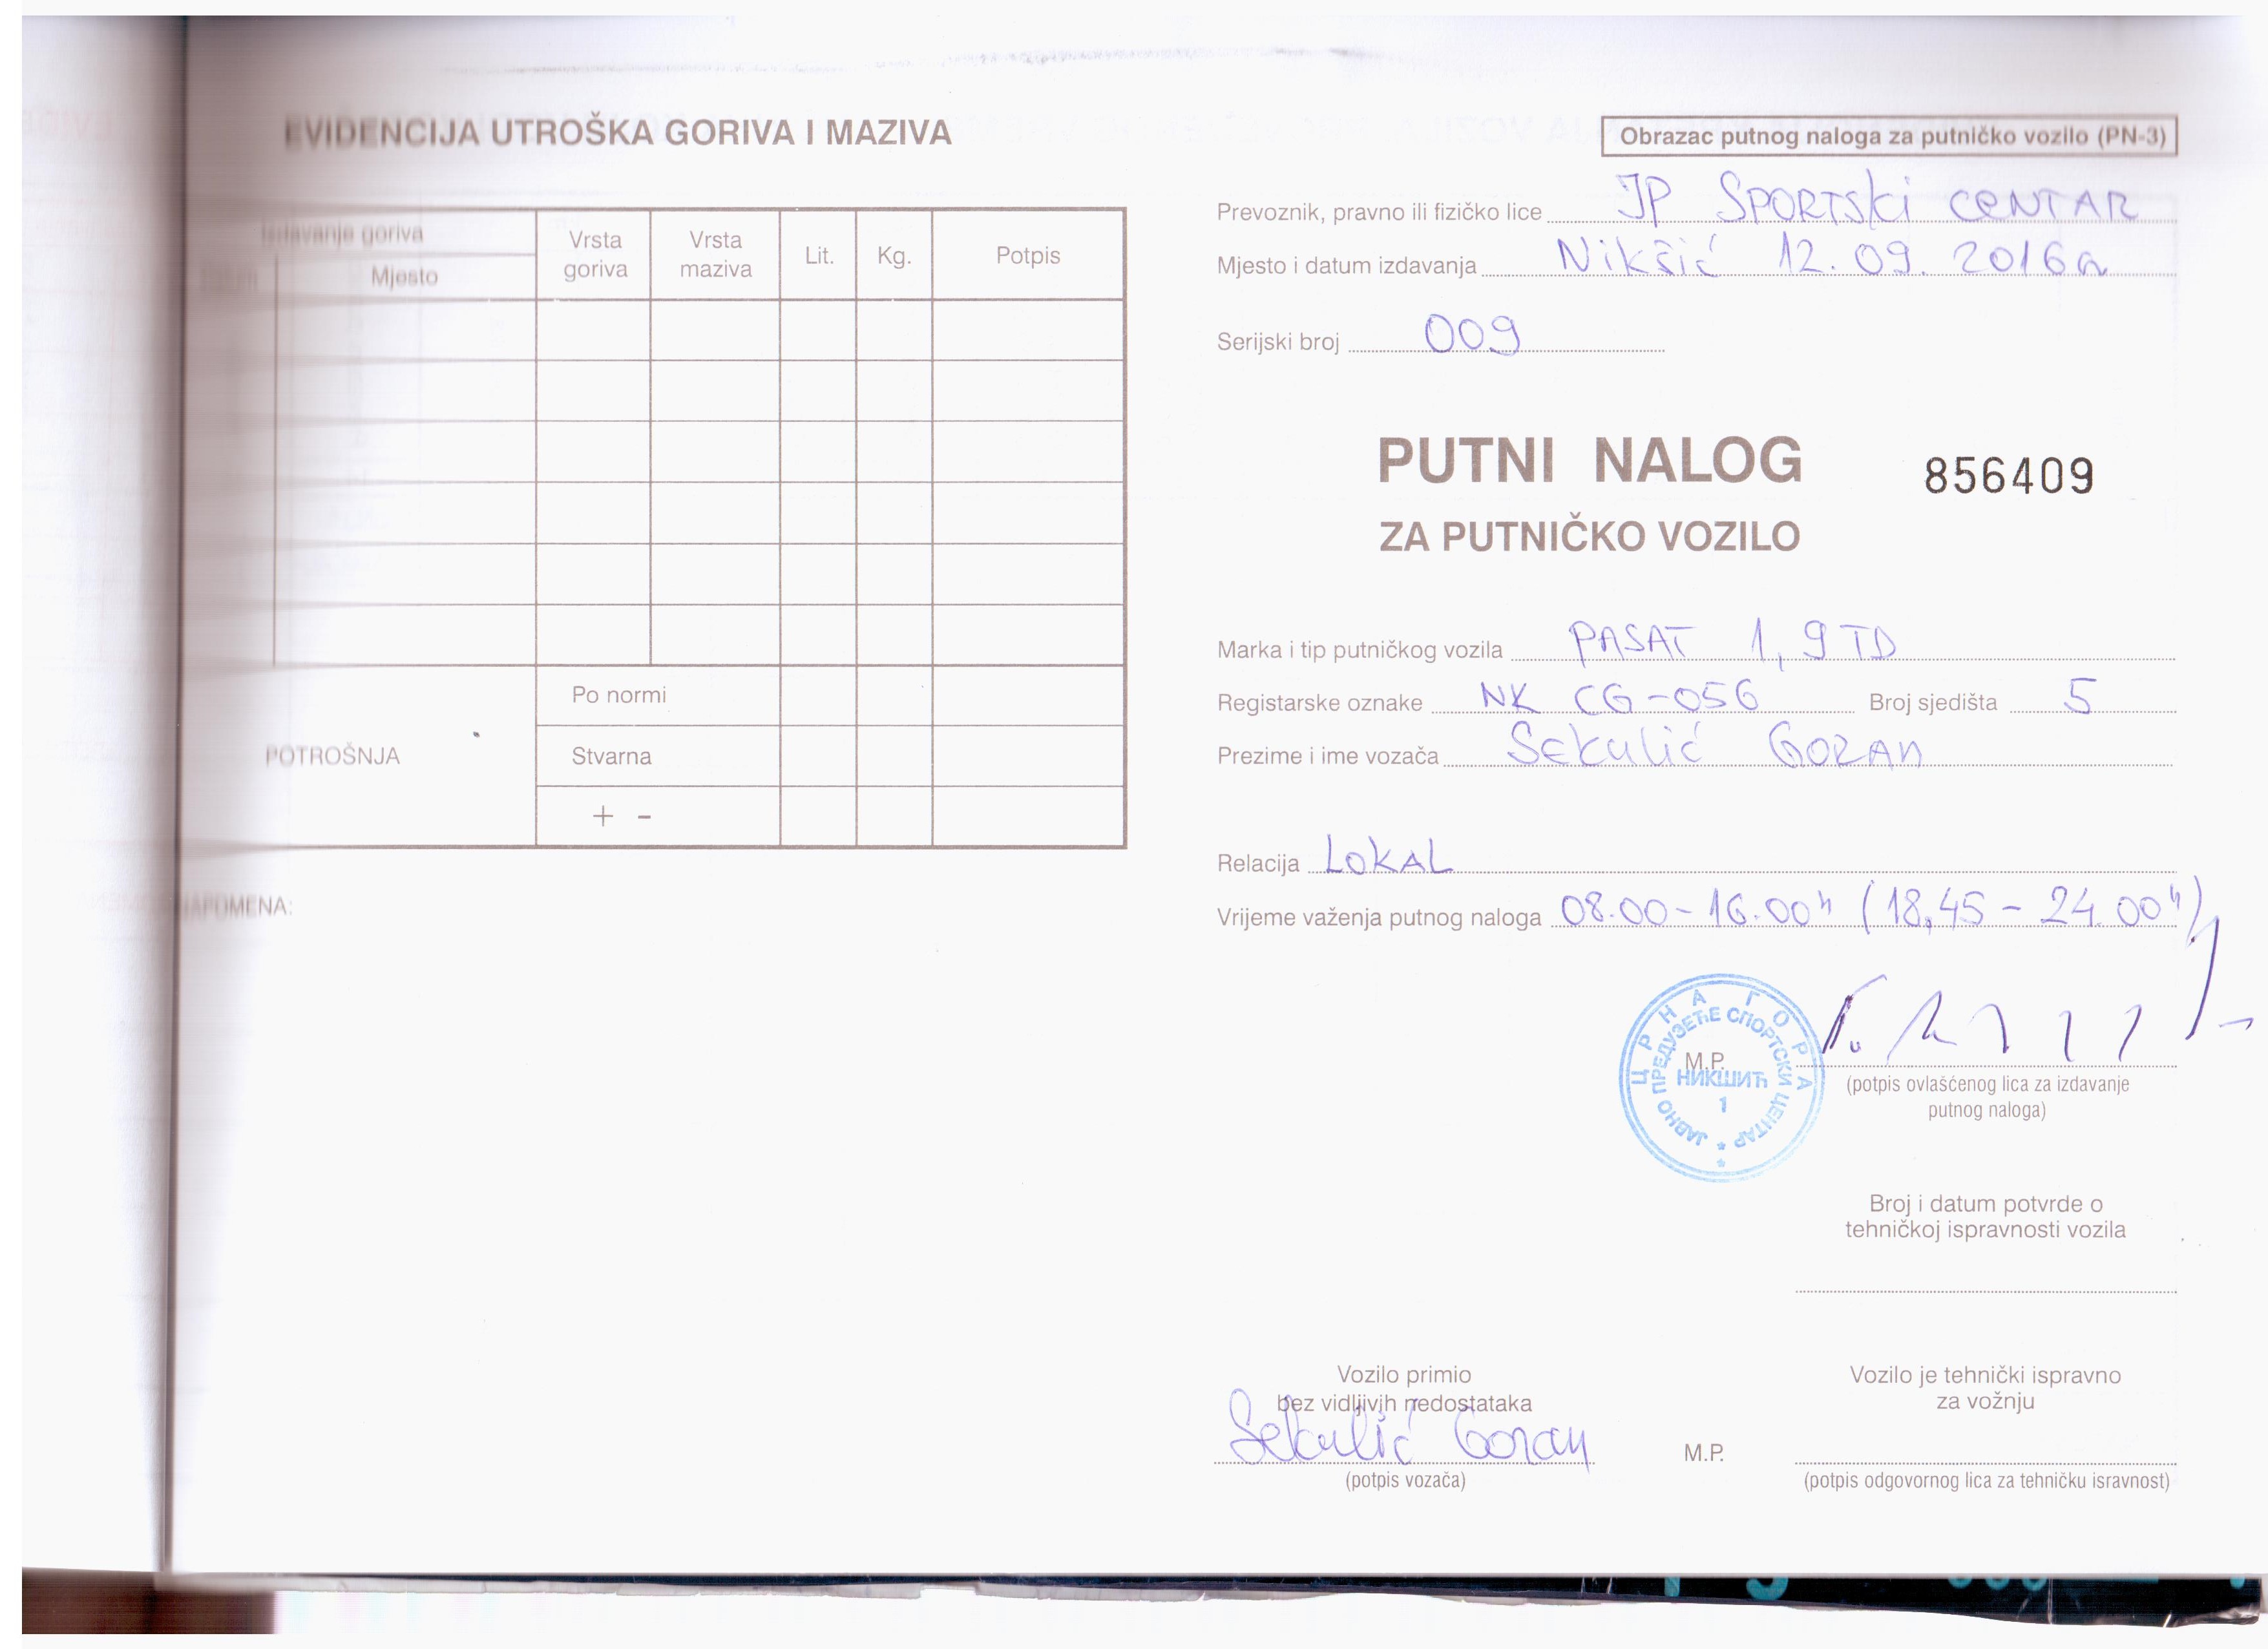 EVIDENCIJA UTROŠKA GORIVA I MAZIVA
Izdavanje goriva
Mjesto
Vrsta goriva
Vrsta maziva
Lit.
Kg.
Potpis
Po normi
POTROŠNJA
Stvarna
+ -
NAPOMENA:
Obrazac putnog naloga za putničko vozilo (PN-3)
Prevoznik, pravno ili fizičko lice JP SPORTSKI CENTAR
Mjesto i datum izdavanja Nikšić 12.09.2016
Serijski broj 009
PUTNI NALOG
856409
ZA PUTNIČKO VOZILO
Marka i tip putničkog vozila PASAT 1,9 TD
Registarske oznake NK CG-056 Broj sjedišta 5
Prezime i ime vozača Sekulić GORAN
Relacija LOKAL
Vrijeme važenja putnog naloga 08.00-16.00h (18,45-24.00h)
ЦРНА ГОРА
ЈАВНО ПРЕДУЗЕЋЕ СПОРТСКИ ЦЕНТАР
M.P.
НИКШИЋ
1
(potpis ovlašćenog lica za izdavanje
putnog naloga)
Broj i datum potvrde o
tehničkoj ispravnosti vozila
Vozilo primio
bez vidljivih nedostataka
Sekulić Goran
(potpis vozača)
Vozilo je tehnički ispravno
za vožnju
M.P.
(potpis odgovornog lica za tehničku isravnost)